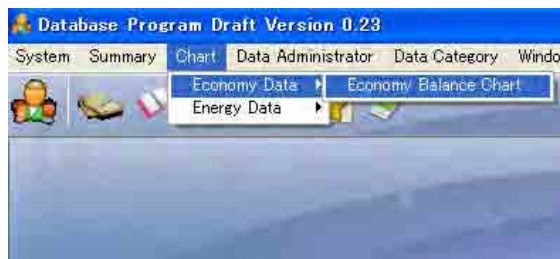 Database Program Draft Version 0.23
System Summary Chart Data Administrator Data Category Windo
Economy Data Economy Balance Chart
Energy Data